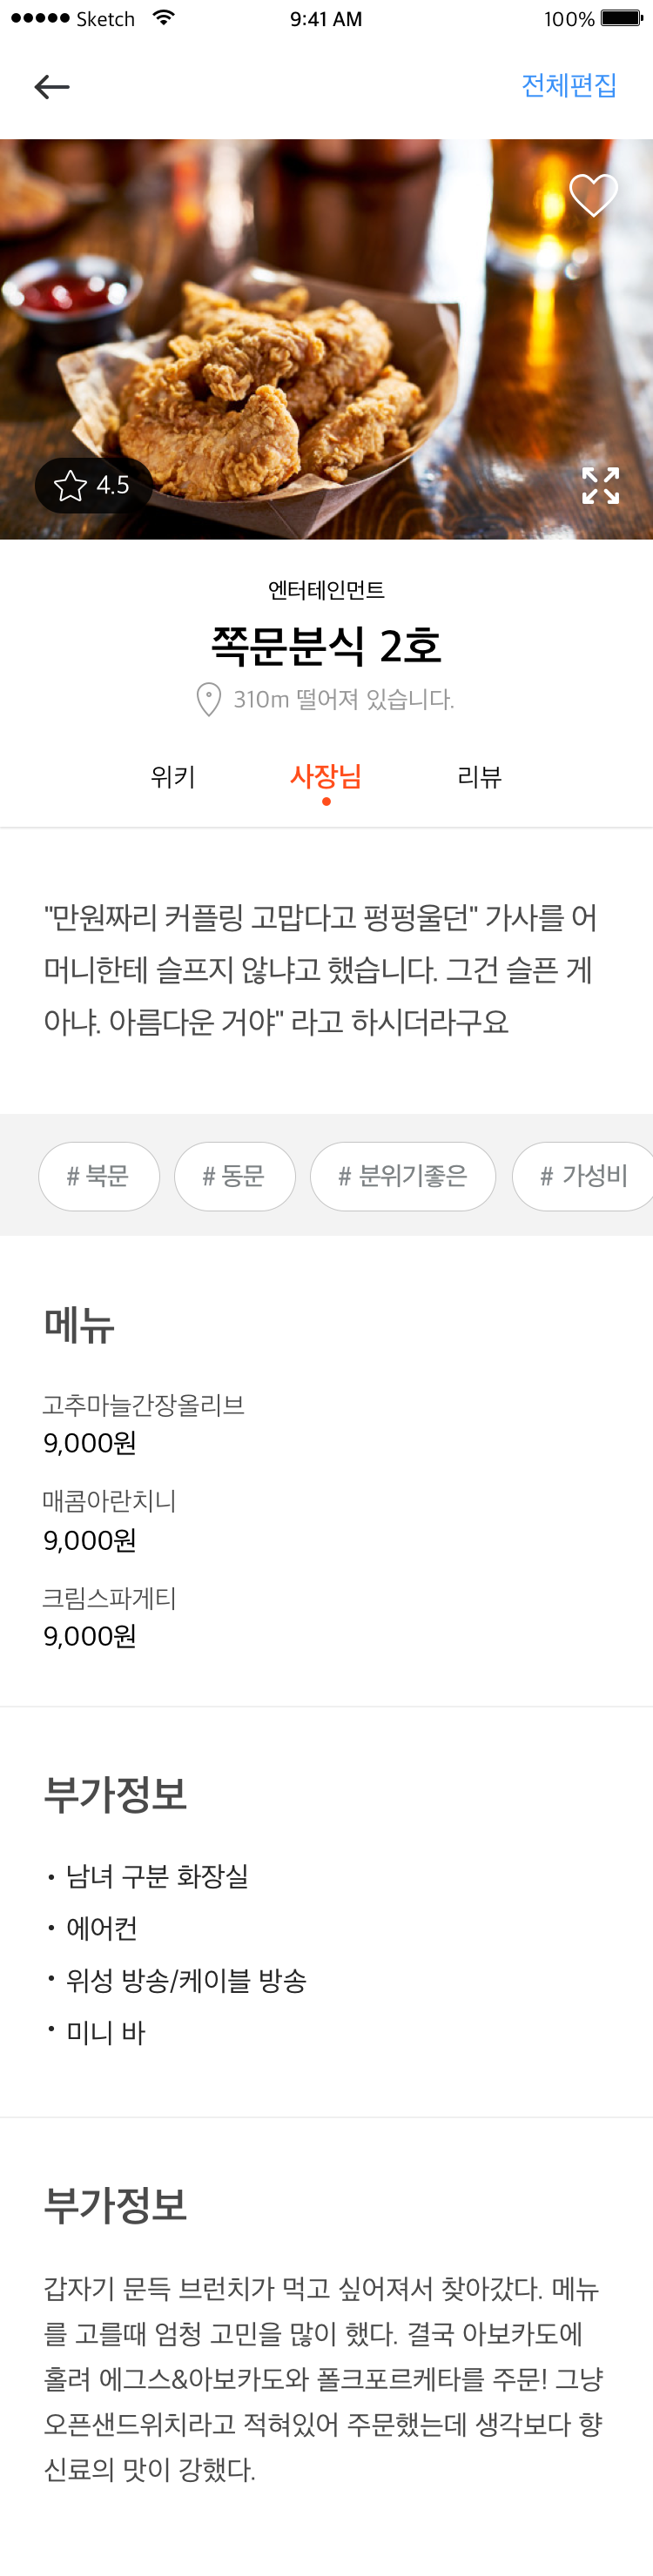 Sketch 9:41 AM 100%
전체편집
4.5
엔터테인먼트
쪽문분식 2호
310m 떨어져 있습니다.
위키 사장님 리뷰
"만원짜리 커플링 고맙다고 펑펑울던" 가사를 어
머니한테 슬프지 않냐고 했습니다. 그건 슬픈 게
아냐. 아름다운 거야" 라고 하시더라구요
# 북문 # 동문 # 분위기좋은 # 가성비
메뉴
고추마늘간장올리브
9,000원
매콤아란치니
9,000원
크림스파게티
9,000원
부가정보
• 남녀 구분 화장실
• 에어컨
• 위성 방송/케이블 방송
• 미니 바
부가정보
갑자기 문득 브런치가 먹고 싶어져서 찾아갔다. 메뉴
를 고를때 엄청 고민을 많이 했다. 결국 아보카도에
홀려 에그스&아보카도와 폴크포르케타를 주문! 그냥
오픈샌드위치라고 적혀있어 주문했는데 생각보다 향
신료의 맛이 강했다.